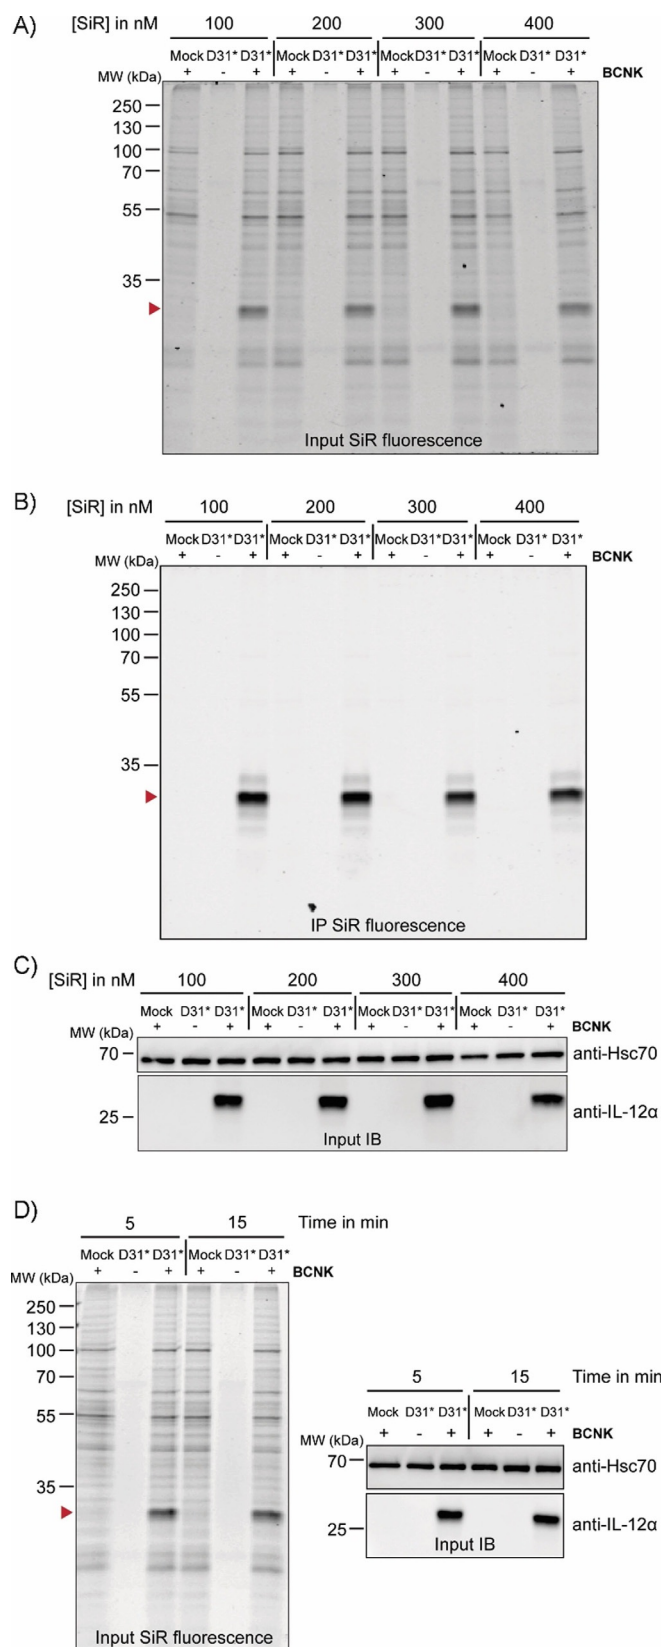 A)
[SiR] in nM 100 200 300 400
Mock D31* D31* Mock D31* D31* Mock D31* D31* Mock D31* D31*
MW (kDa) + - + + - + + - + + - + BCNK
250
130
100
70
55
35
Input SiR fluorescence
B)
[SiR] in nM 100 200 300 400
Mock D31* D31* Mock D31* D31* Mock D31* D31* Mock D31* D31*
MW (kDa) + - + + - + + - + + - + BCNK
250
130
100
70
55
35
IP SiR fluorescence
C)
[SiR] in nM 100 200 300 400
Mock D31* D31* Mock D31* D31* Mock D31* D31* Mock D31* D31*
MW (kDa) + - + + - + + - + + - + BCNK
70 anti-Hsc70
25 anti-IL-12α
Input IB
D)
5 15 Time in min
Mock D31* D31* Mock D31* D31*
MW (kDa) + - + + - + BCNK
250
130
100
70
55
35
Input SiR fluorescence
5 15 Time in min
Mock D31* D31* Mock D31* D31*
MW (kDa) + - + + - + BCNK
70 anti-Hsc70
25 anti-IL-12α
Input IB